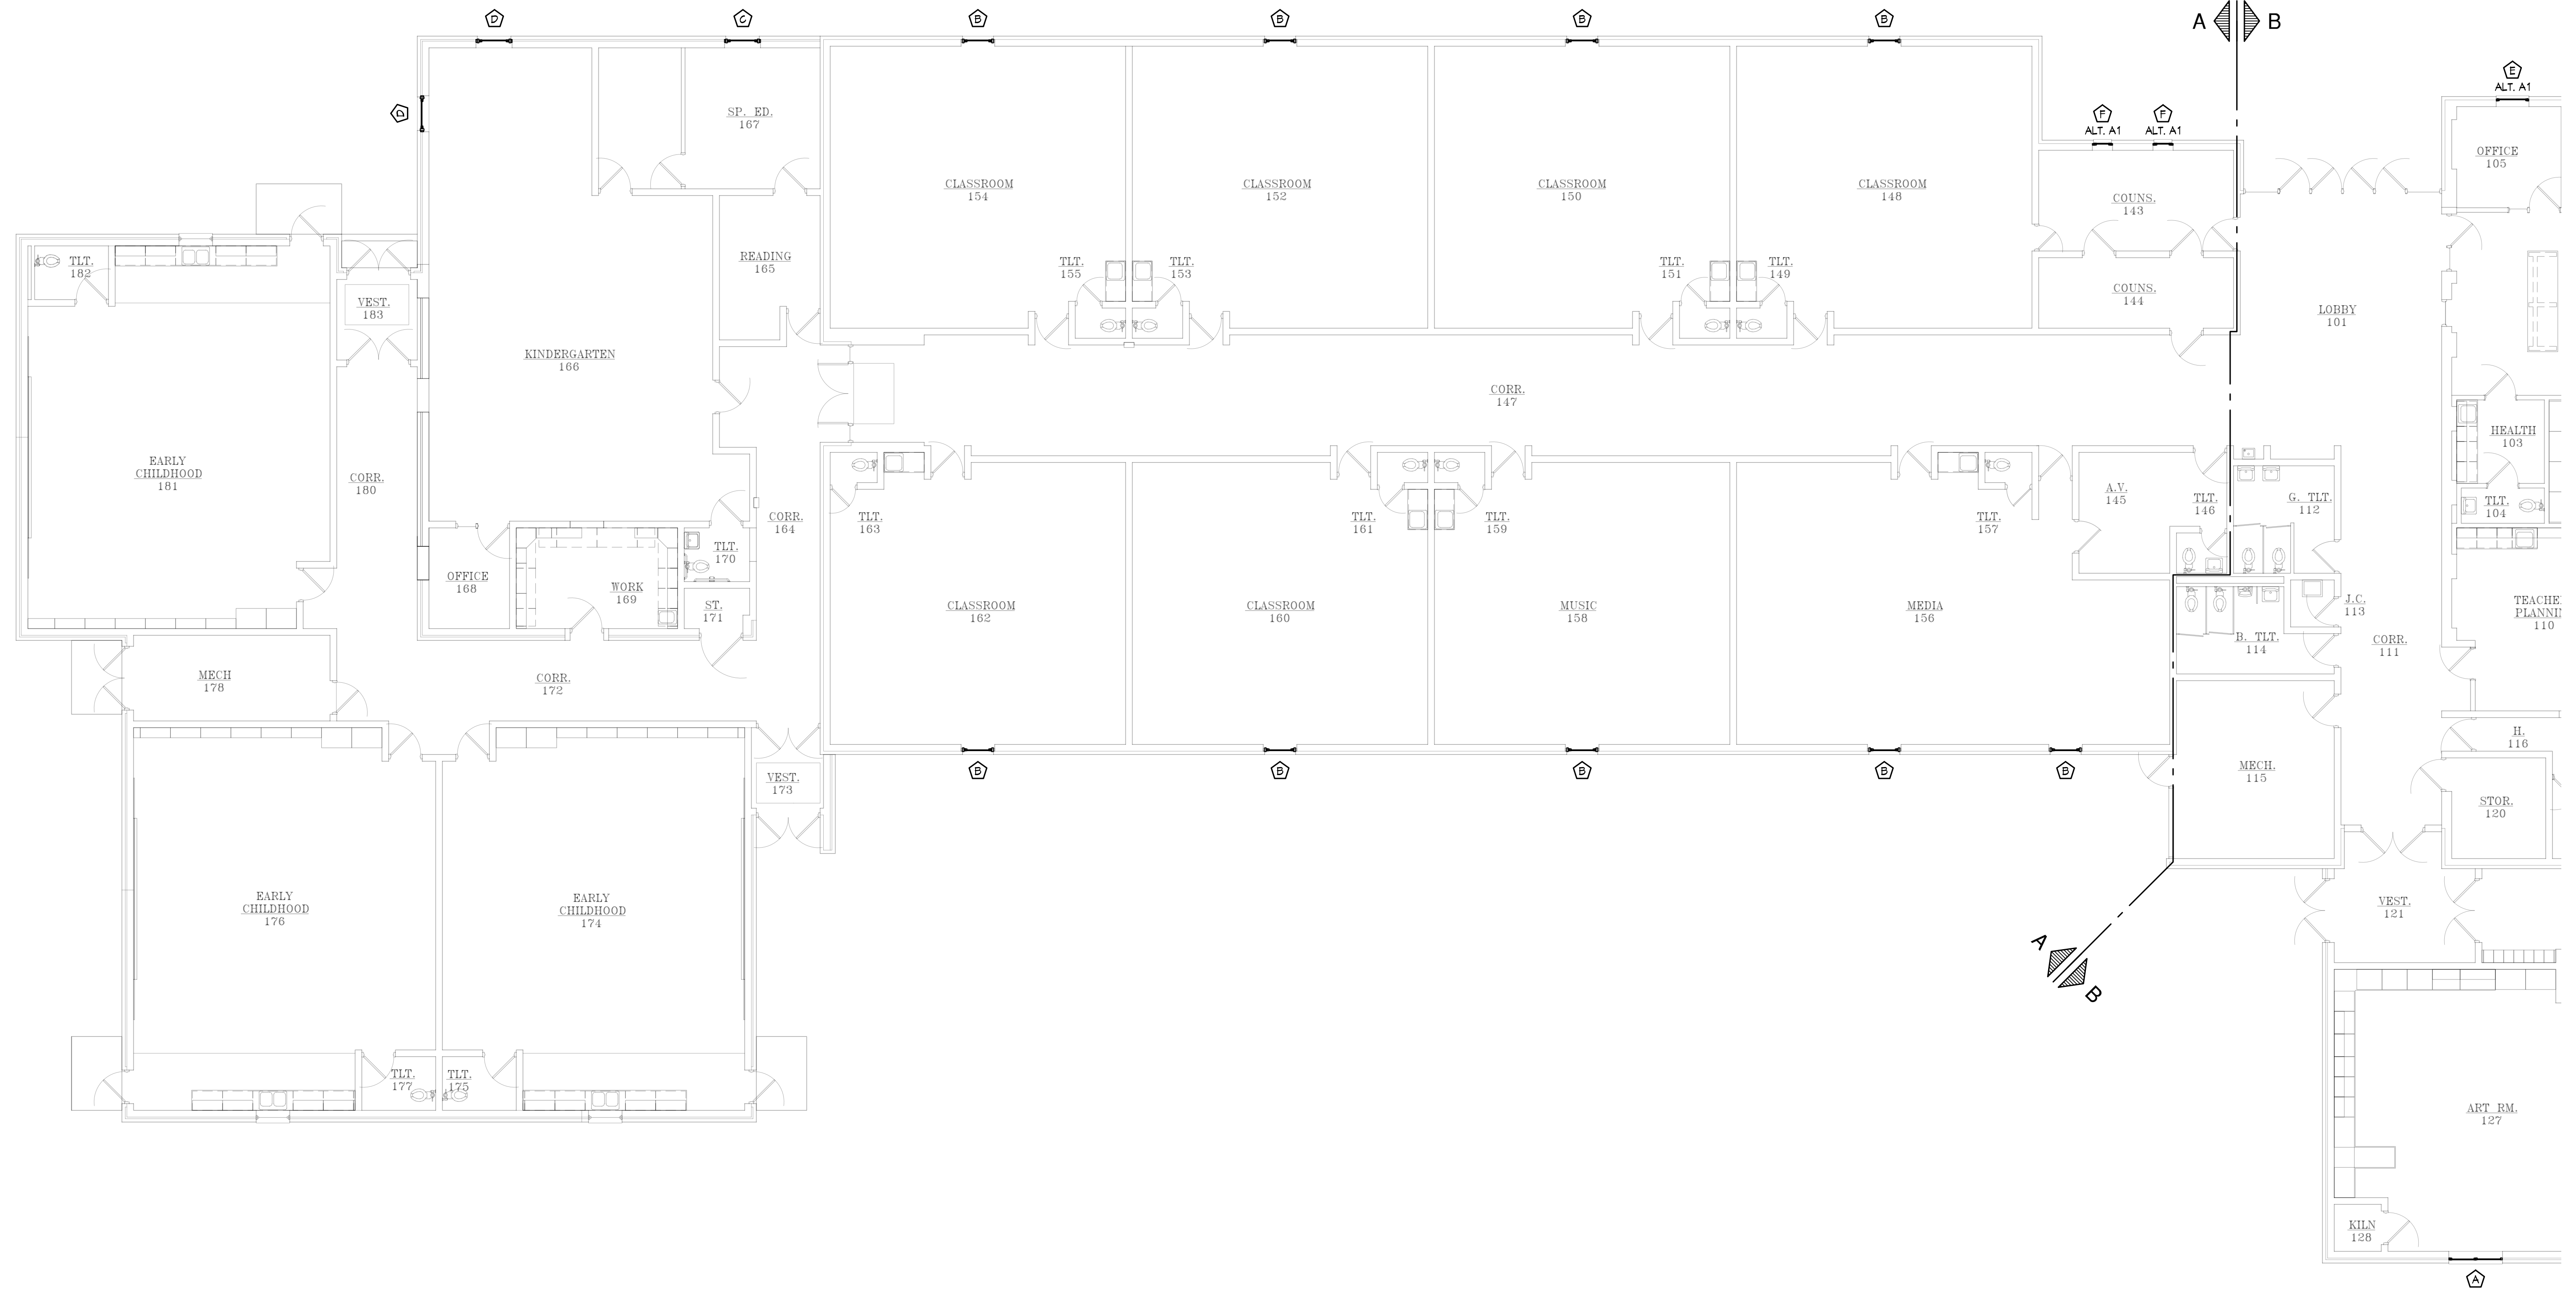 D
C
B
B
B
B
A
B
E
ALT. A1
D
F
F
ALT. A1
ALT. A1
SP. ED.
167
OFFICE
105
CLASSROOM
154
CLASSROOM
152
CLASSROOM
150
CLASSROOM
148
COUNS.
143
TLT.
182
READING
165
TLT.
155
TLT.
153
TLT.
151
TLT.
149
COUNS.
144
VEST.
183
LOBBY
101
KINDERGARTEN
166
CORR.
147
HEALTH
103
EARLY
CHILDHOOD
181
CORR.
180
A.V.
145
TLT.
146
G. TLT.
112
TLT.
104
CORR.
164
TLT.
163
TLT.
161
TLT.
159
TLT.
157
TLT.
170
OFFICE
168
WORK
169
ST.
171
CLASSROOM
162
CLASSROOM
160
MUSIC
158
MEDIA
156
J.C.
113
TEACHE
PLANNI
110
B. TLT.
114
CORR.
111
MECH
178
CORR.
172
H.
116
VEST.
173
B
B
B
B
B
MECH.
115
STOR.
120
EARLY
CHILDHOOD
176
EARLY
CHILDHOOD
174
VEST.
121
A
B
TLT.
177
TLT.
175
ART RM.
127
KILN
128
A